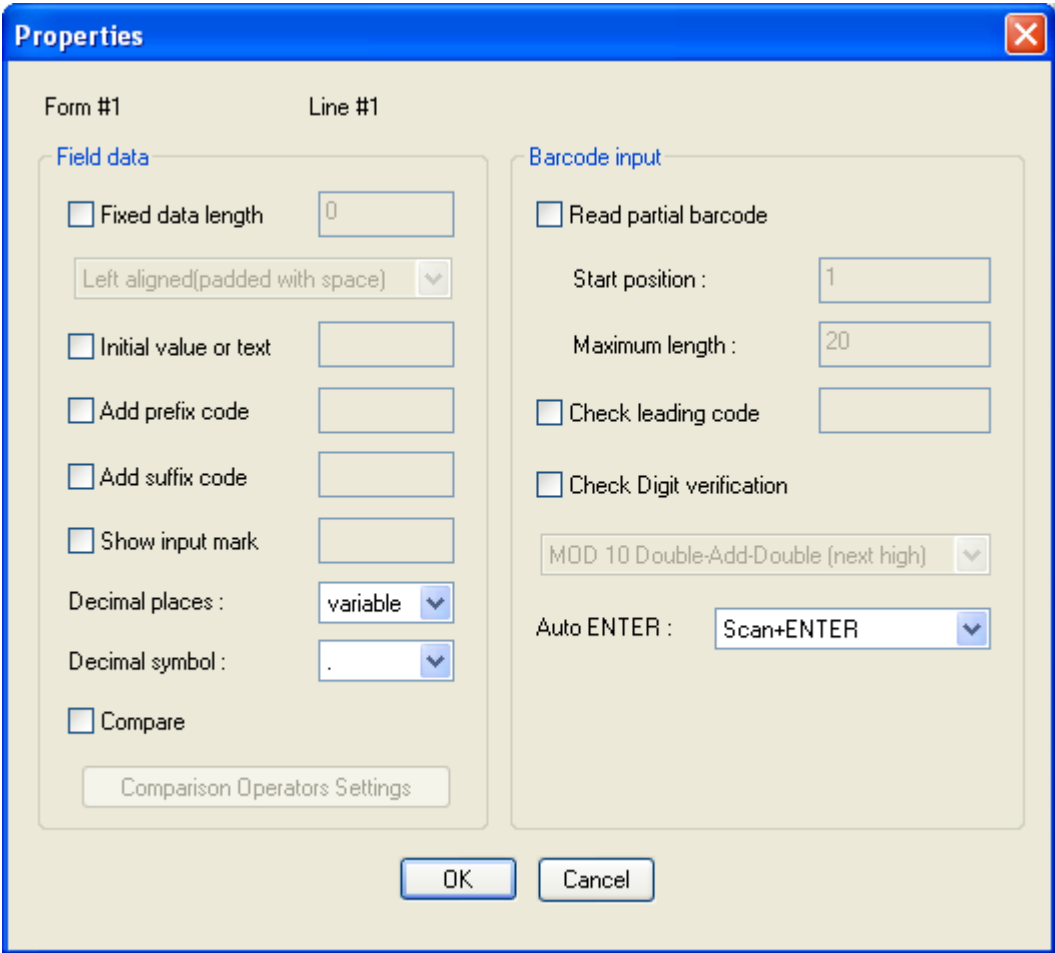 Properties
Form #1 Line #1
Field data
Fixed data length 0
Left aligned(padded with space)
Initial value or text
Add prefix code
Add suffix code
Show input mark
Decimal places : variable
Decimal symbol : .
Compare
Comparison Operators Settings
Barcode input
Read partial barcode
Start position : 1
Maximum length : 20
Check leading code
Check Digit verification
MOD 10 Double-Add-Double (next high)
Auto ENTER : Scan+ENTER
OK Cancel